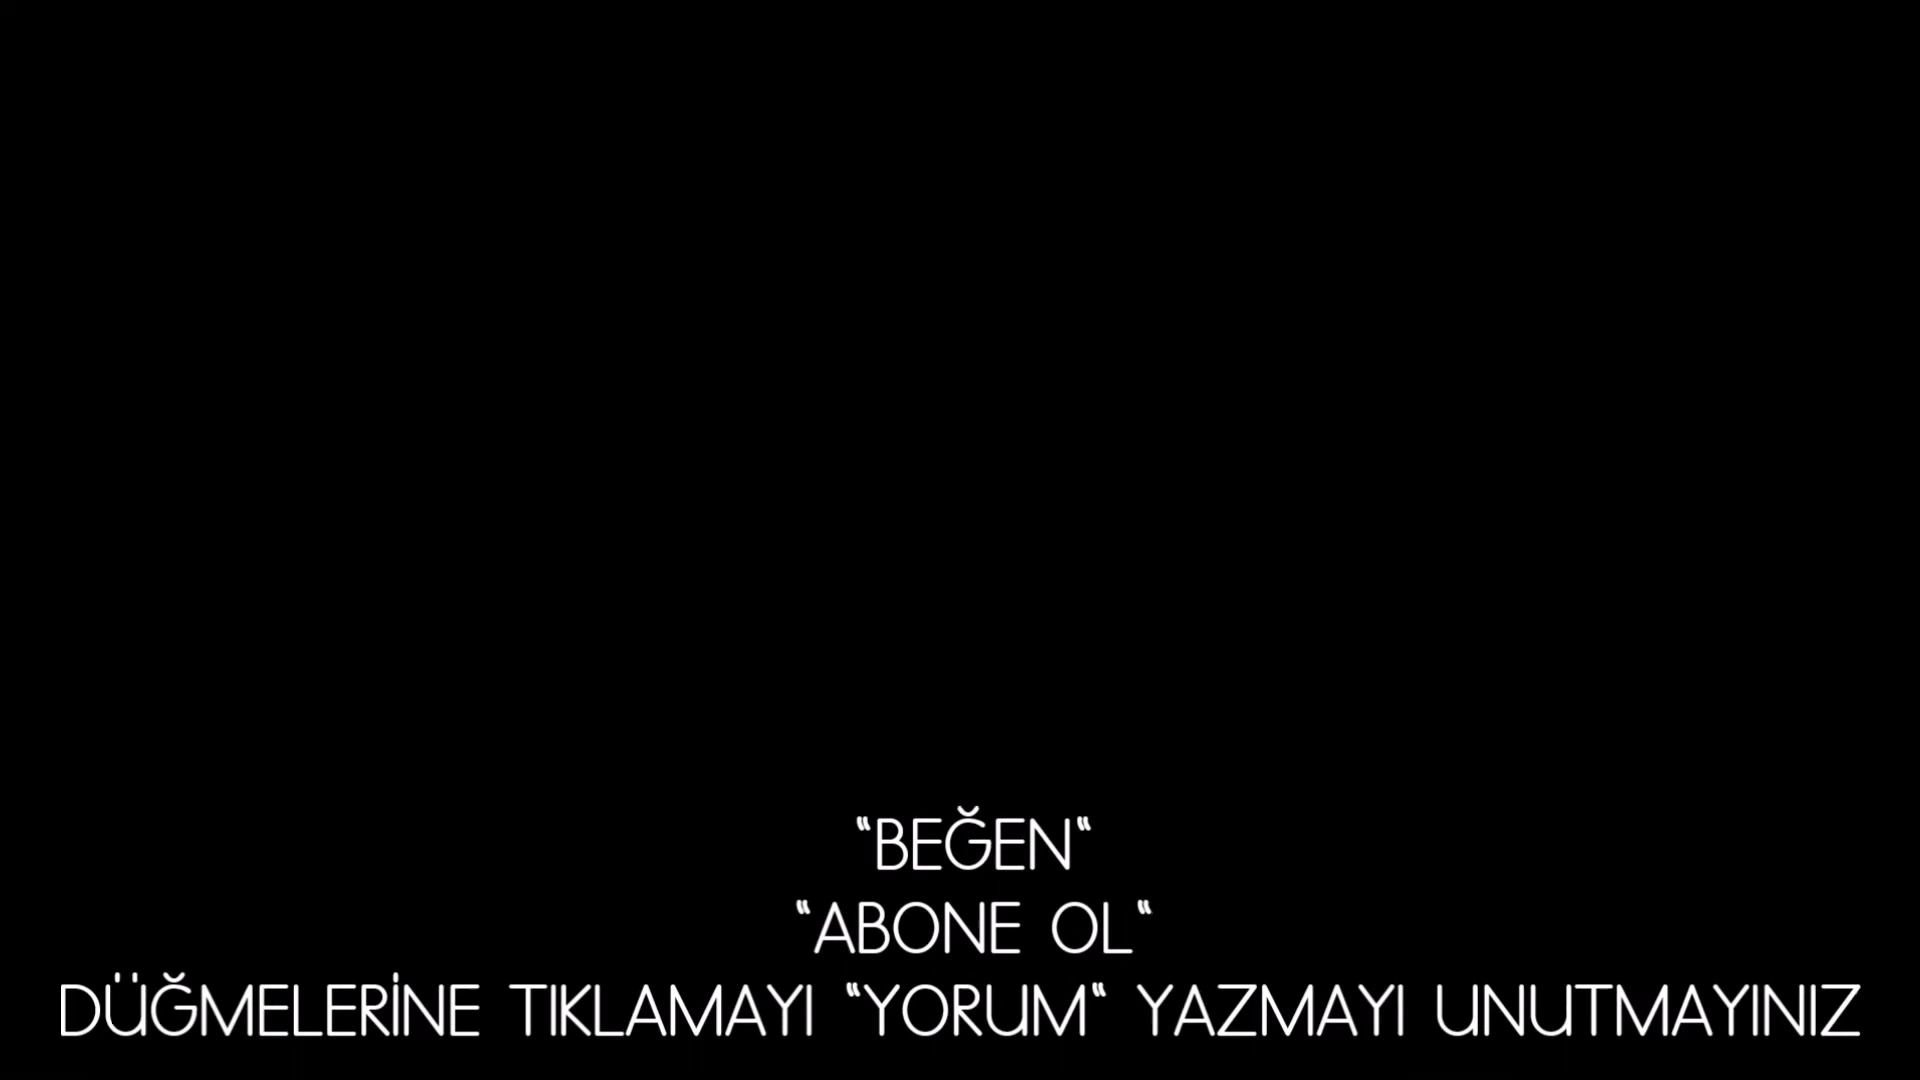 “BEĞEN“
“ABONE OL“
DÜĞMELERİNE TIKLAMAYI “YORUM“ YAZMAYI UNUTMAYINIZ